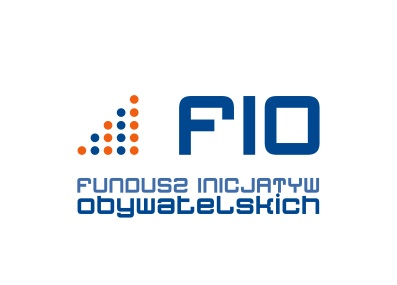 FIO
FUNDUSZ INICJATYW
obywatelskich